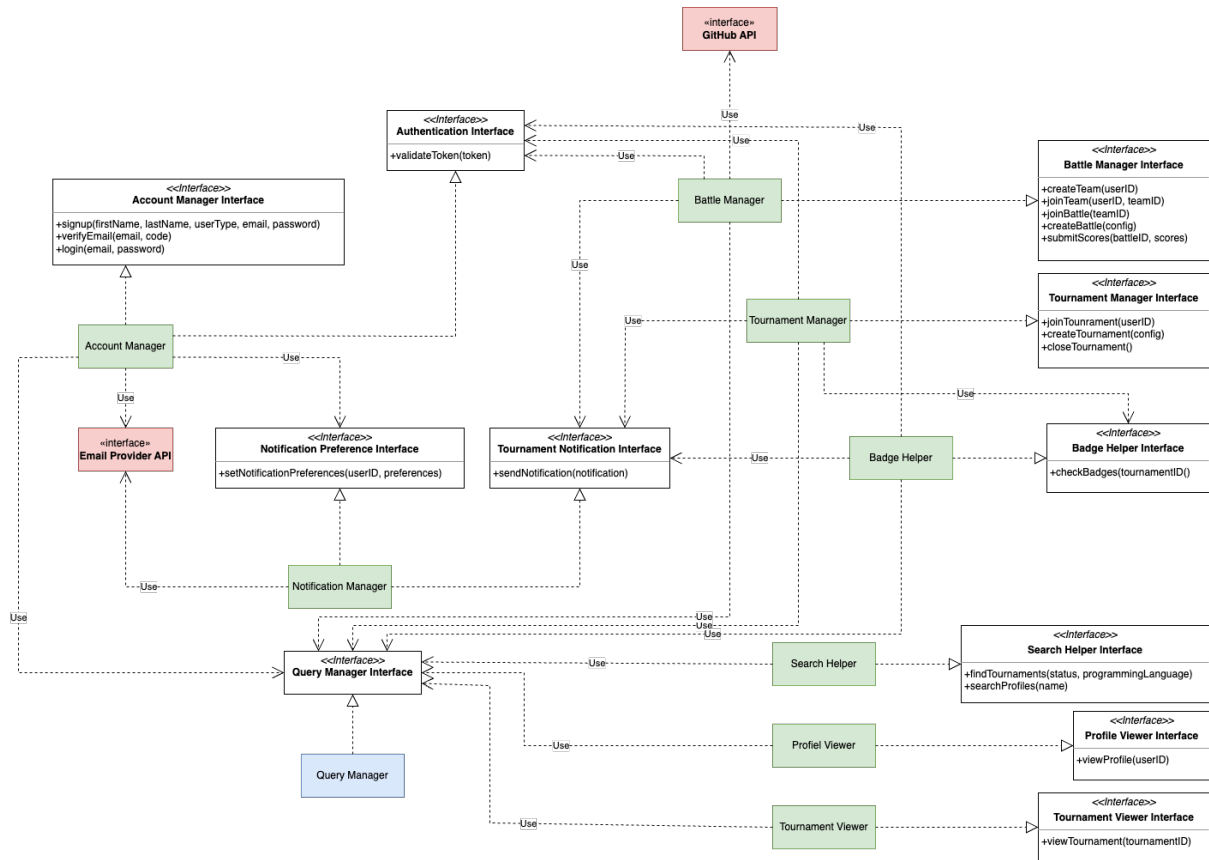 «interface»
GitHub API
Use
<<Interface>>
Authentication Interface
+validateToken(token)
Use
Use
Use
<<Interface>>
Battle Manager Interface
+createTeam(userID)
+joinTeam(userID, teamID)
+joinBattle(teamID)
+createBattle(config)
+submitScores(battleID, scores)
<<Interface>>
Account Manager Interface
+signup(firstName, lastName, userType, email, password)
+verifyEmail(email, code)
+login(email, password)
Battle Manager
Use
<<Interface>>
Tournament Manager Interface
+joinTounrament(userID)
+createTournament(config)
+closeTournament()
Account Manager
Use
Use
Tournament Manager
Use
Use
Use
«interface»
Email Provider API
<<Interface>>
Notification Preference Interface
+setNotificationPreferences(userID, preferences)
<<Interface>>
Tournament Notification Interface
+sendNotification(notification)
Use
Badge Helper
<<Interface>>
Badge Helper Interface
+checkBadges(tournamentID()
Use
Notification Manager
Use
Use
Use
Use
<<Interface>>
Query Manager Interface
Use
Search Helper
<<Interface>>
Search Helper Interface
+findTournaments(status, programmingLanguage)
+searchProfiles(name)
Query Manager
Use
Profiel Viewer
<<Interface>>
Profile Viewer Interface
+viewProfile(userID)
Use
Tournament Viewer
<<Interface>>
Tournament Viewer Interface
+viewTournament(tournamentID)